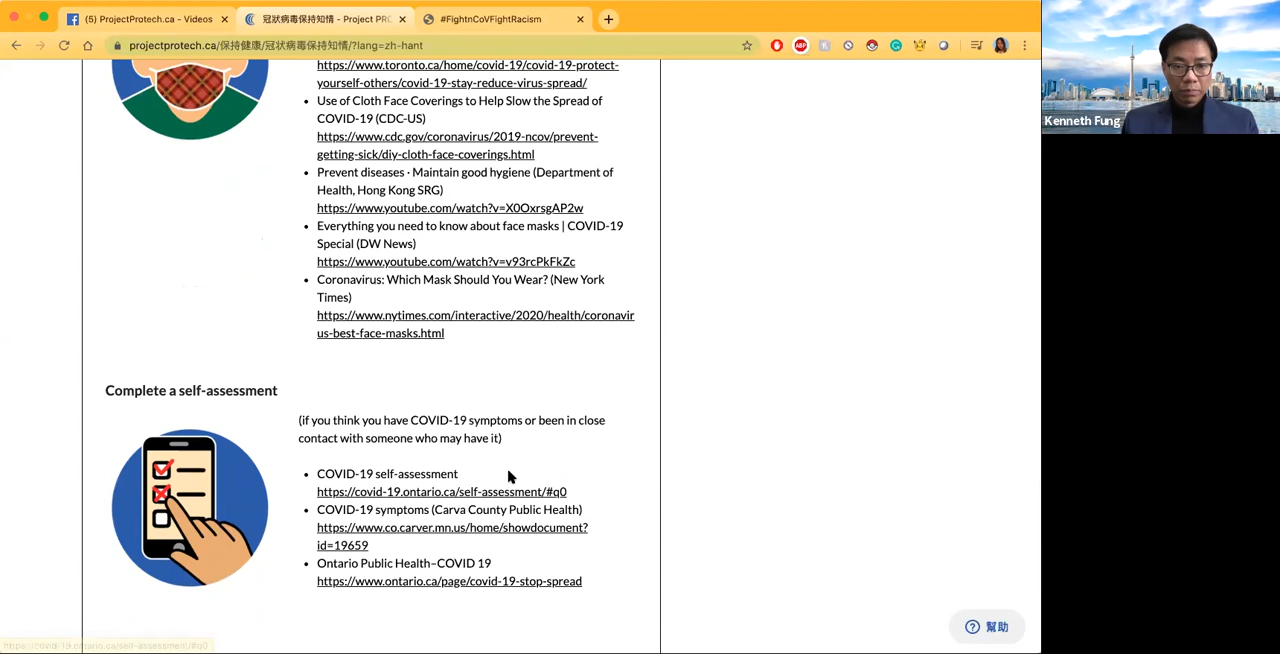 (5) ProjectProtech.ca - Videos
冠狀病毒保持知情 - Project PRO
#FightnCoVFightRacism
projectprotech.ca/保持健康/冠狀病毒保持知情/?lang=zh-hant
ABP
Kenneth Fung
https://www.toronto.ca/home/covid-19/covid-19-protect-
yourself-others/covid-19-stay-reduce-virus-spread/
Use of Cloth Face Coverings to Help Slow the Spread of
COVID-19 (CDC-US)
https://www.cdc.gov/coronavirus/2019-ncov/prevent-
getting-sick/diy-cloth-face-coverings.html
Prevent diseases · Maintain good hygiene (Department of
Health, Hong Kong SRG)
https://www.youtube.com/watch?v=X0OxrsgAP2w
Everything you need to know about face masks | COVID-19
Special (DW News)
https://www.youtube.com/watch?v=v93rcPkFkZc
Coronavirus: Which Mask Should You Wear? (New York
Times)
https://www.nytimes.com/interactive/2020/health/coronavir
us-best-face-masks.html
Complete a self-assessment
(if you think you have COVID-19 symptoms or been in close
contact with someone who may have it)
COVID-19 self-assessment
https://covid-19.ontario.ca/self-assessment/#q0
COVID-19 symptoms (Carva County Public Health)
https://www.co.carver.mn.us/home/showdocument?
id=19659
Ontario Public Health–COVID 19
https://www.ontario.ca/page/covid-19-stop-spread
幫助
https://covid-19.ontario.ca/self-assessment/#q0